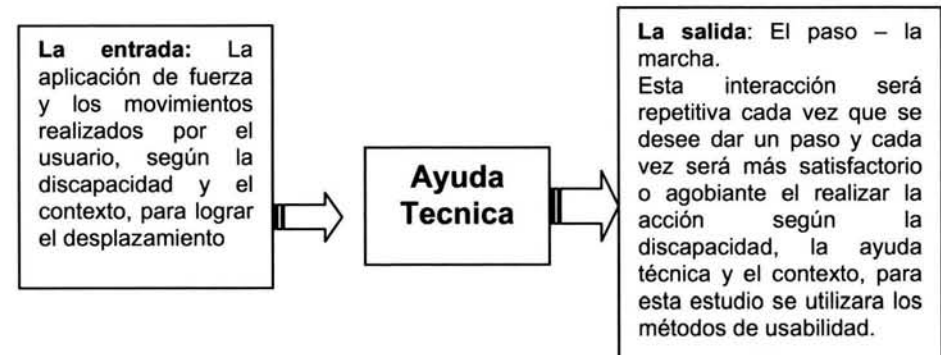 La entrada: La
aplicación de fuerza
y los movimientos
realizados por el
usuario, según la
discapacidad y el
contexto, para lograr
el desplazamiento
Ayuda
Tecnica
La salida: El paso – la
marcha.
Esta interacción será
repetitiva cada vez que se
desee dar un paso y cada
vez será más satisfactorio
o agobiante el realizar la
acción según la
discapacidad, la ayuda
técnica y el contexto, para
esta estudio se utilizara los
métodos de usabilidad.